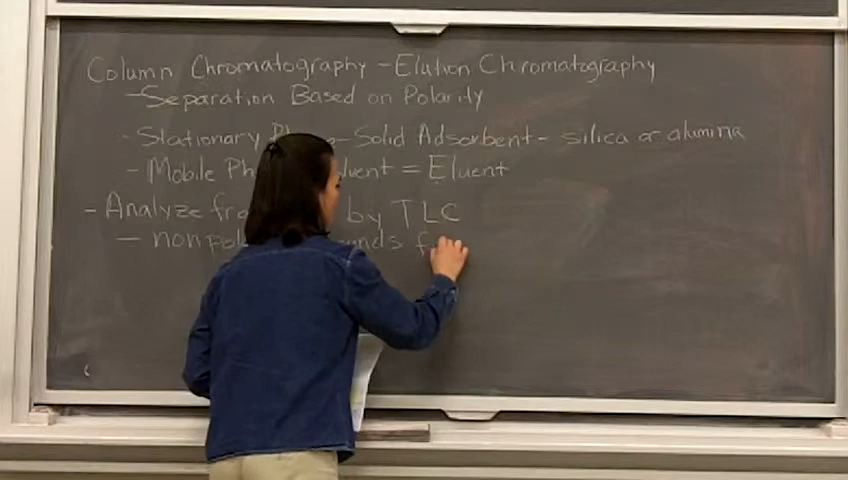 Column Chromatography - Elution Chromatography
- Separation Based on Polarity
- Stationary - Solid Adsorbent - silica or alumina
- Mobile = Eluent
- Analyze by TLC
-